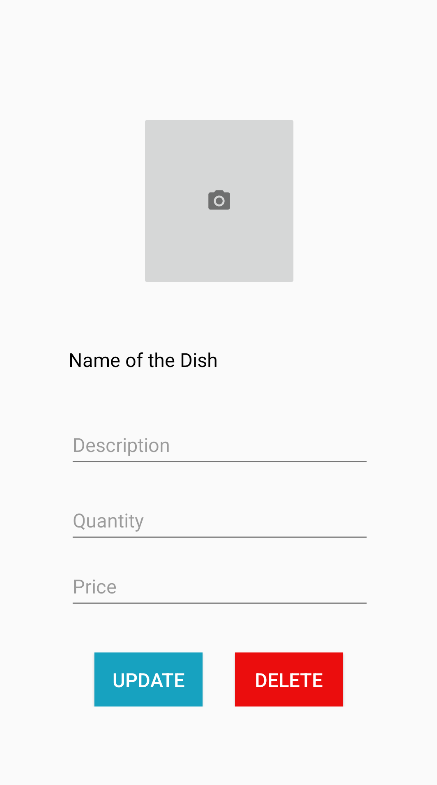 Name of the Dish
Description
Quantity
Price
UPDATE DELETE